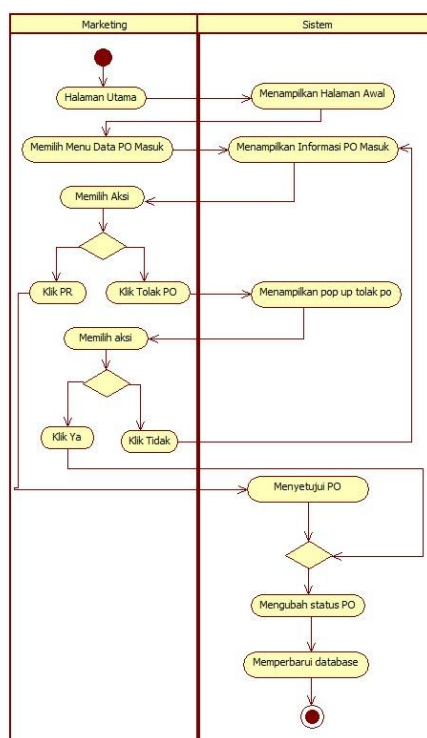 Marketing
Sistem
Halaman Utama
Menampilkan Halaman Awal
Memilih Menu Data PO Masuk
Menampilkan Informasi PO Masuk
Memilih Aksi
Klik PR
Klik Tolak PO
Menampilkan pop up tolak po
Memilih aksi
Klik Ya
Klik Tidak
Menyetujui PO
Mengubah status PO
Memperbarui database